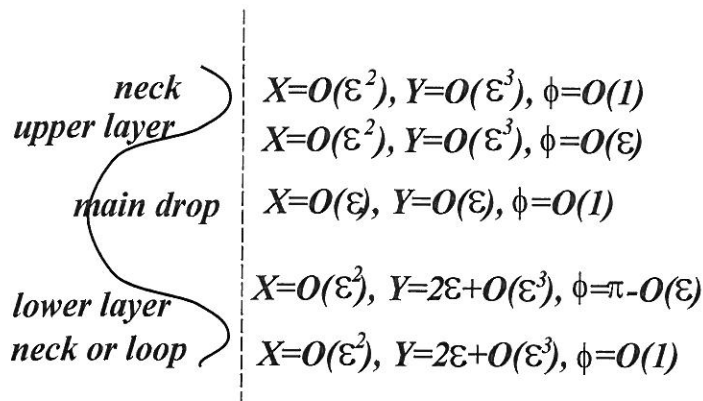 neck X=O(ε²), Y=O(ε³), ϕ=O(1)
upper layer X=O(ε²), Y=O(ε³), ϕ=O(ε)
main drop X=O(ε), Y=O(ε), ϕ=O(1)
lower layer X=O(ε²), Y=2ε+O(ε³), ϕ=π-O(ε)
neck or loop X=O(ε²), Y=2ε+O(ε³), ϕ=O(1)